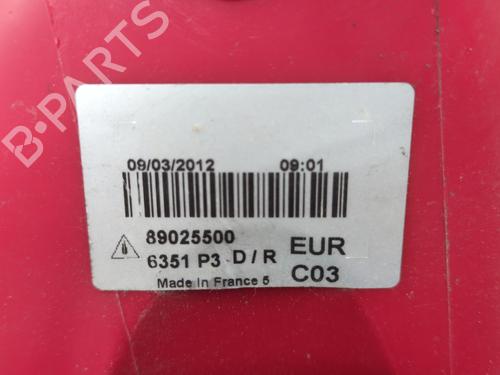 B-PARTS
09/03/2012 09:01
89025500
6351 P3 D/R
EUR
C03
Made in France 5